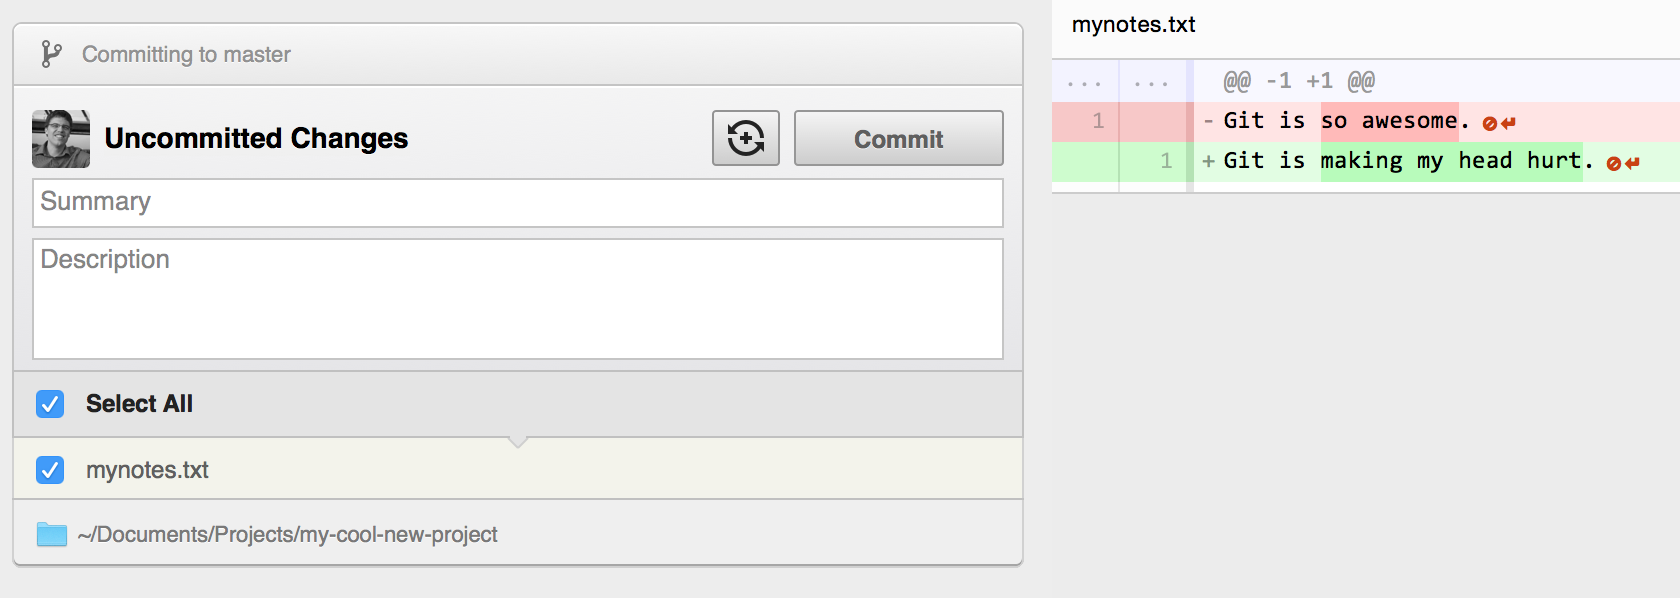 Committing to master
Uncommitted Changes
Commit
Summary
Description
Select All
mynotes.txt
~/Documents/Projects/my-cool-new-project
mynotes.txt
... ... @@ -1 +1 @@
1 - Git is so awesome.
1 + Git is making my head hurt.